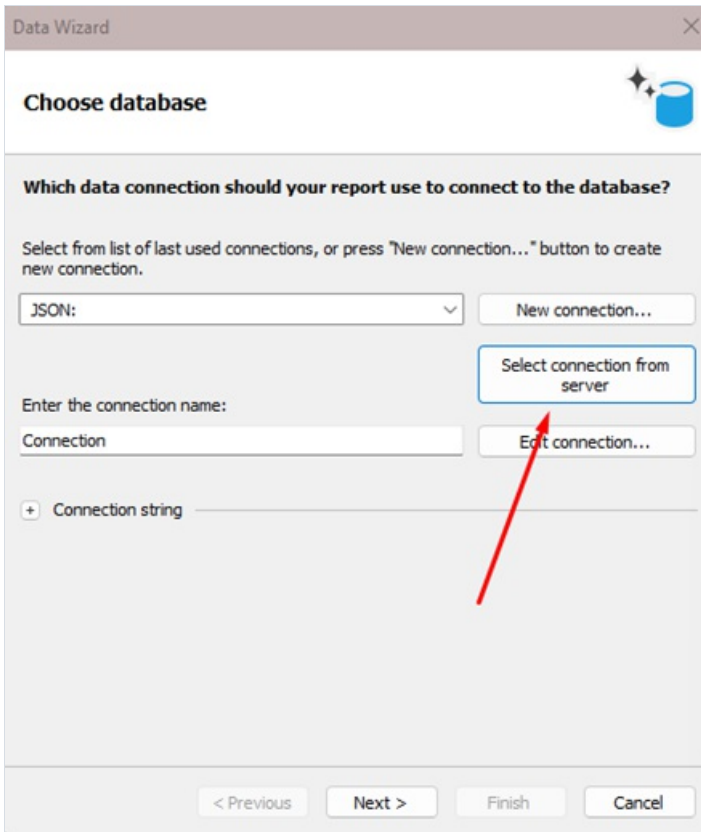 Data Wizard
Choose database
Which data connection should your report use to connect to the database?
Select from list of last used connections, or press "New connection..." button to create
new connection.
JSON:
New connection...
Select connection from
server
Enter the connection name:
Connection
Edit connection...
+ Connection string
< Previous
Next >
Finish
Cancel